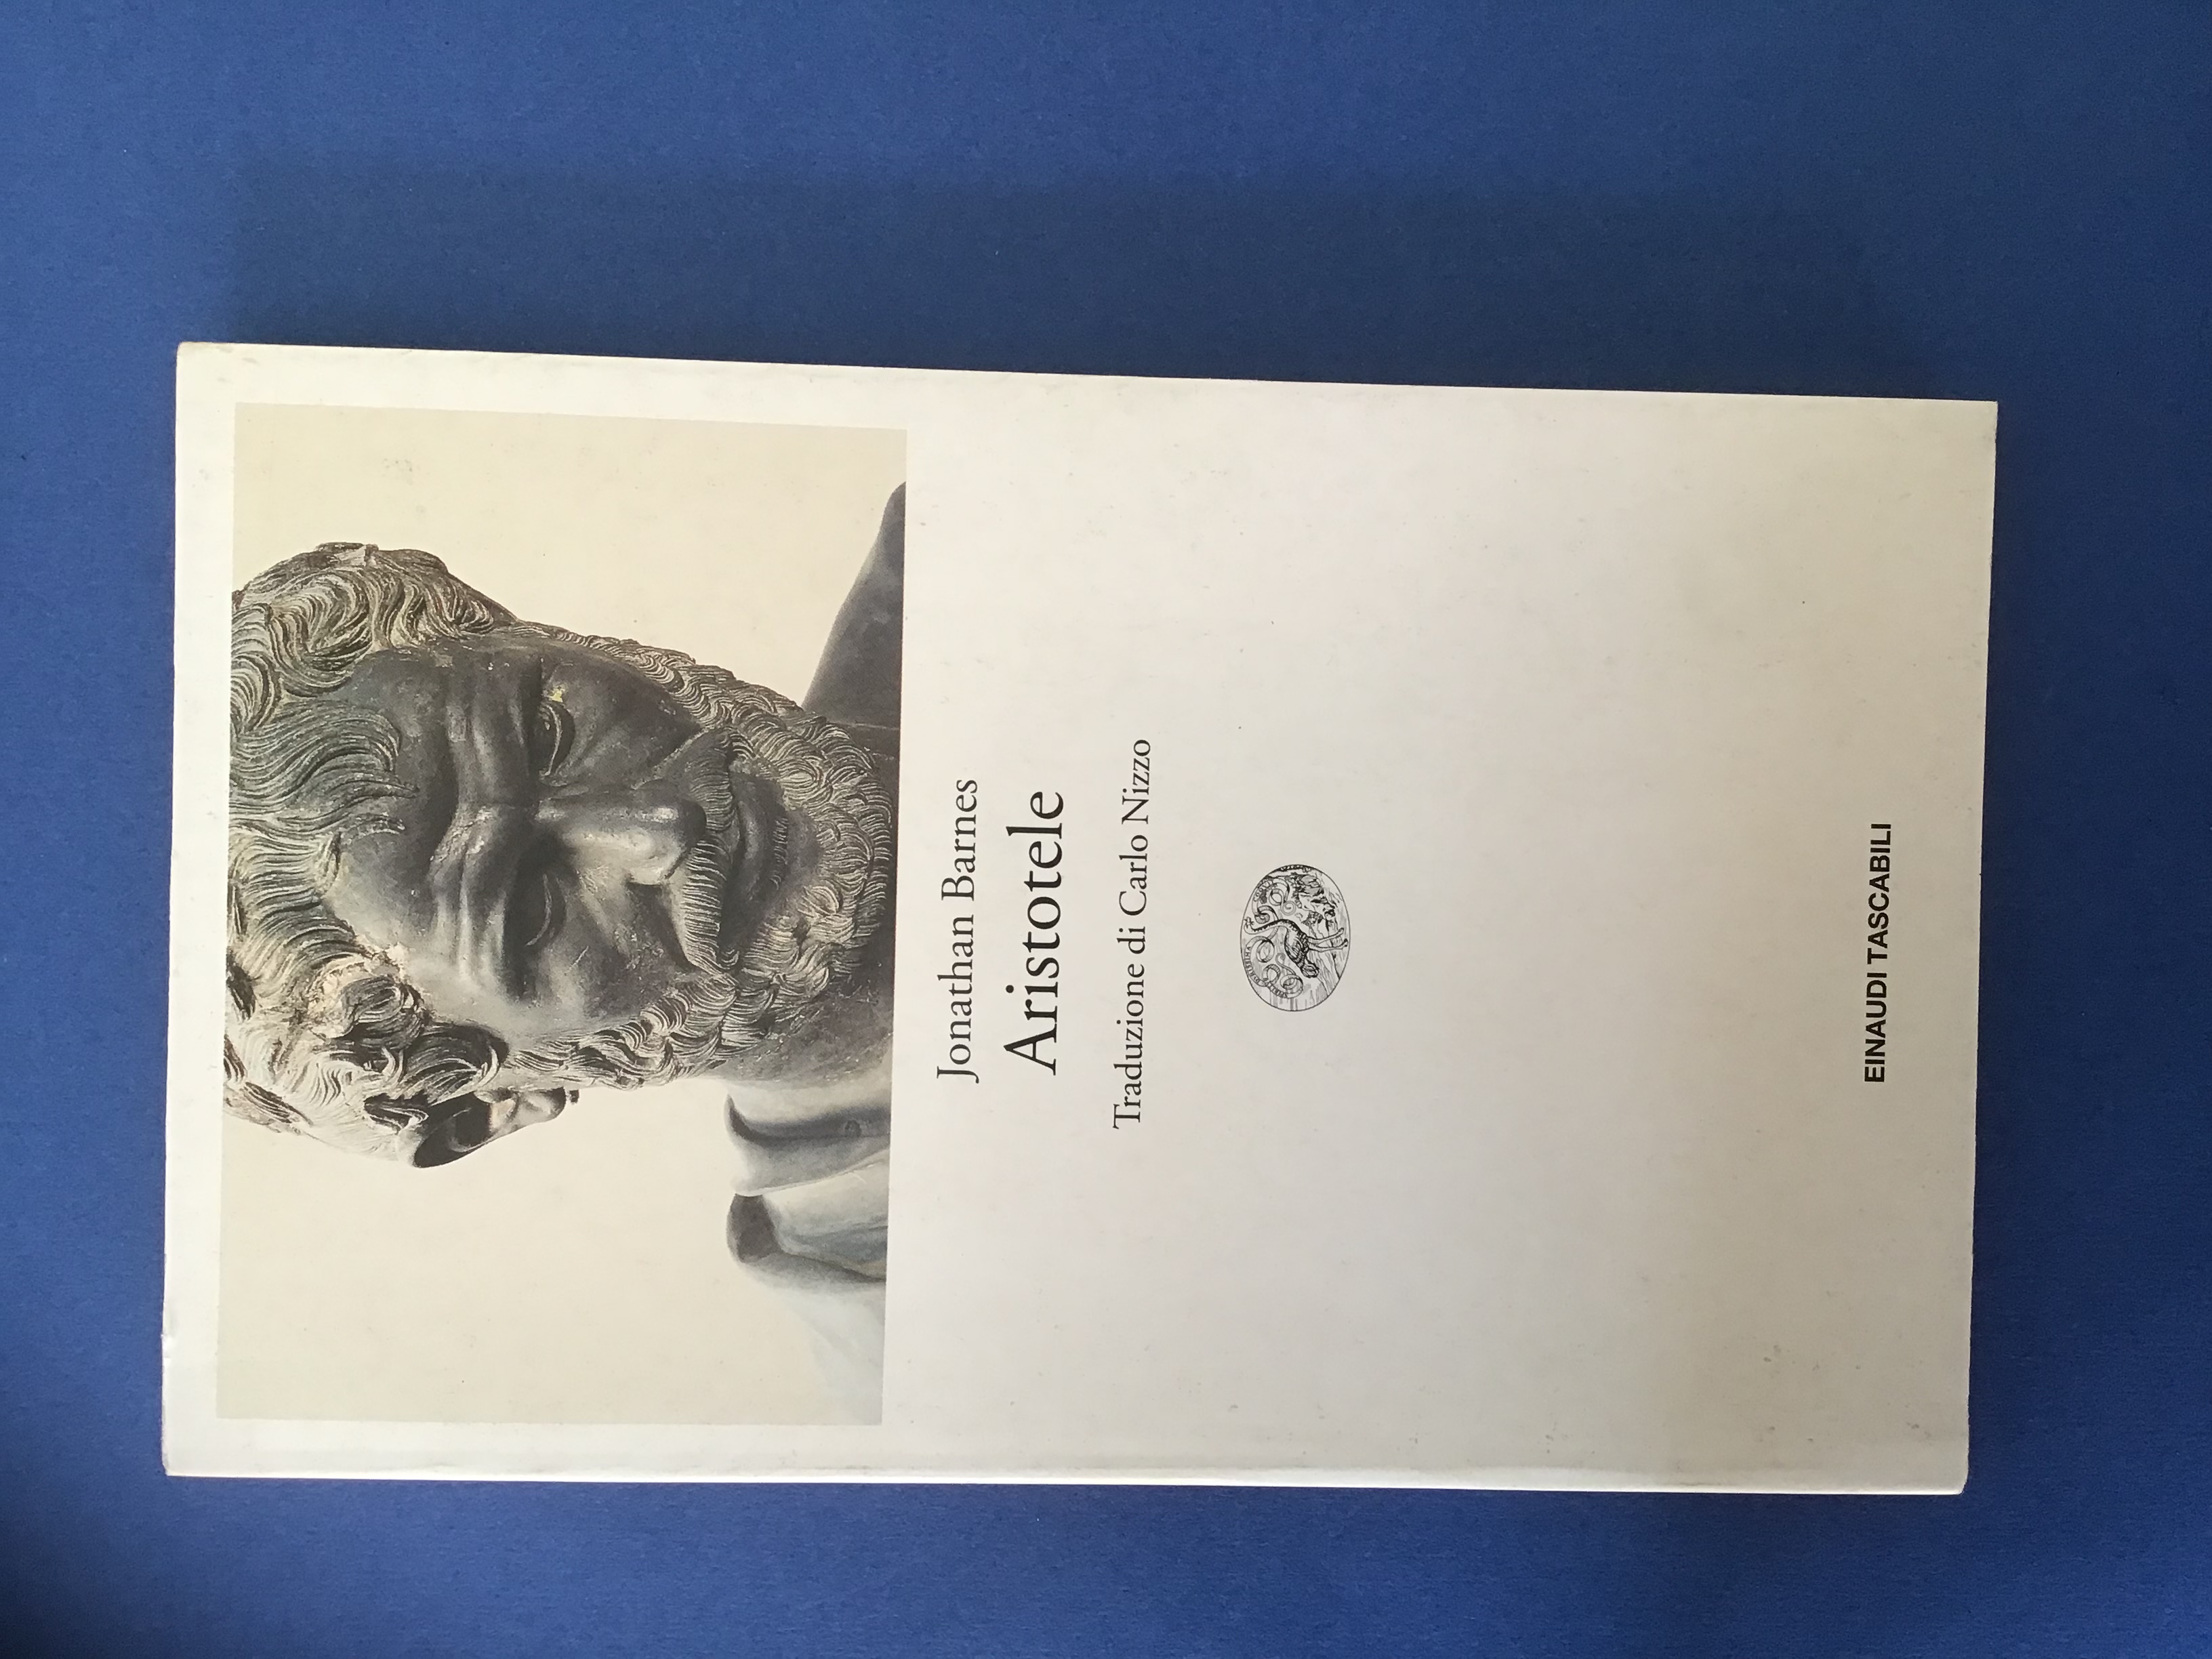 Jonathan Barnes
Aristotele
Traduzione di Carlo Nizzo
EINAUDI TASCABILI